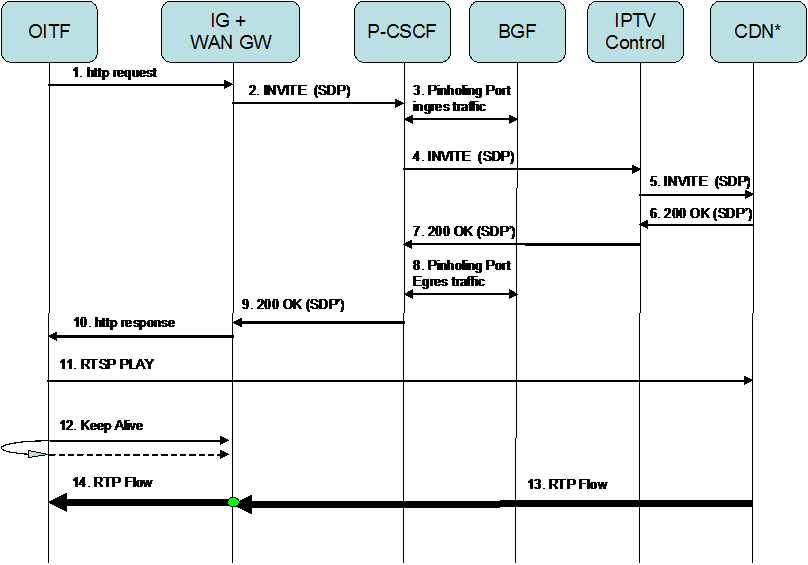 OITF
IG +
WAN GW
P-CSCF
BGF
IPTV
Control
CDN*
1. http request
2. INVITE (SDP)
3. Pinholing Port
ingres traffic
4. INVITE (SDP)
5. INVITE (SDP)
6. 200 OK (SDP')
7. 200 OK (SDP')
8. Pinholing Port
Egres traffic
9. 200 OK (SDP')
10. http response
11. RTSP PLAY
12. Keep Alive
14. RTP Flow
13. RTP Flow